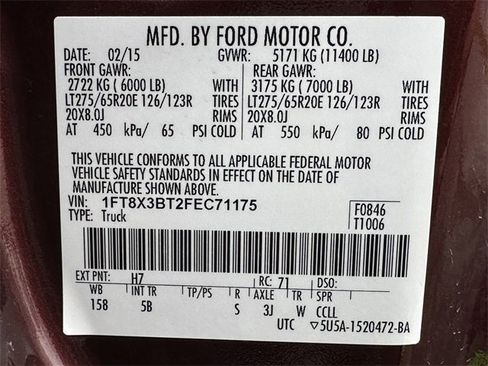 MFD. BY FORD MOTOR CO.
DATE: 02/15 GVWR: 5171 KG (11400 LB)
FRONT GAWR: REAR GAWR:
2722 KG ( 6000 LB) WITH 3175 KG ( 7000 LB) WITH
LT275/65R20E 126/123R TIRES LT275/65R20E 126/123R TIRES
20X8.0J RIMS 20X8.0J RIMS
AT 450 kPa/ 65 PSI COLD AT 550 kPa/ 80 PSI COLD
THIS VEHICLE CONFORMS TO ALL APPLICABLE FEDERAL MOTOR
VEHICLE SAFETY STANDARDS IN EFFECT ON THE DATE OF
MANUFACTURE SHOWN ABOVE.
VIN: 1FT8X3BT2FEC71175 F0846
TYPE: Truck T1006
EXT PNT: H7 RC: 71 DSO:
WB INT TR TP/PS R AXLE TR SPR
158 5B S 3J W CCLL
UTC ▽5U5A-1520472-BA